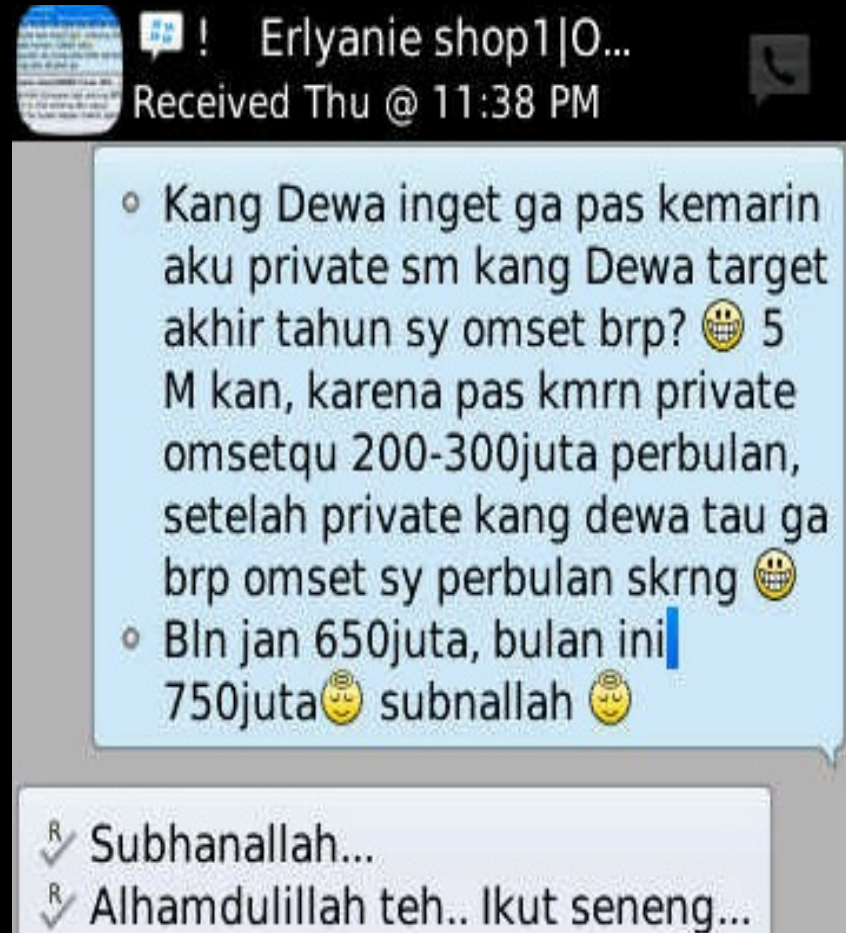 ! Erlyanie shop1|O...
Received Thu @ 11:38 PM
Kang Dewa inget ga pas kemarin
aku private sm kang Dewa target
akhir tahun sy omset brp? 😁 5
M kan, karena pas kmrn private
omsetqu 200-300juta perbulan,
setelah private kang dewa tau ga
brp omset sy perbulan skrng 😁
Bln jan 650juta, bulan ini
750juta😇 subnallah 😇
R Subhanallah...
R Alhamdulillah teh.. Ikut seneng...